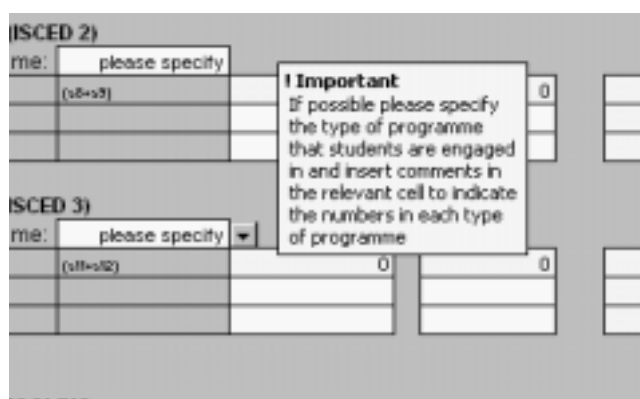 (ISCED 2)
me: please specify
(s8+s9) 0
! Important
If possible please specify
the type of programme
that students are engaged
in and insert comments in
the relevant cell to indicate
the numbers in each type
of programme
ISCED 3)
me: please specify
(s11+s12) 0 0